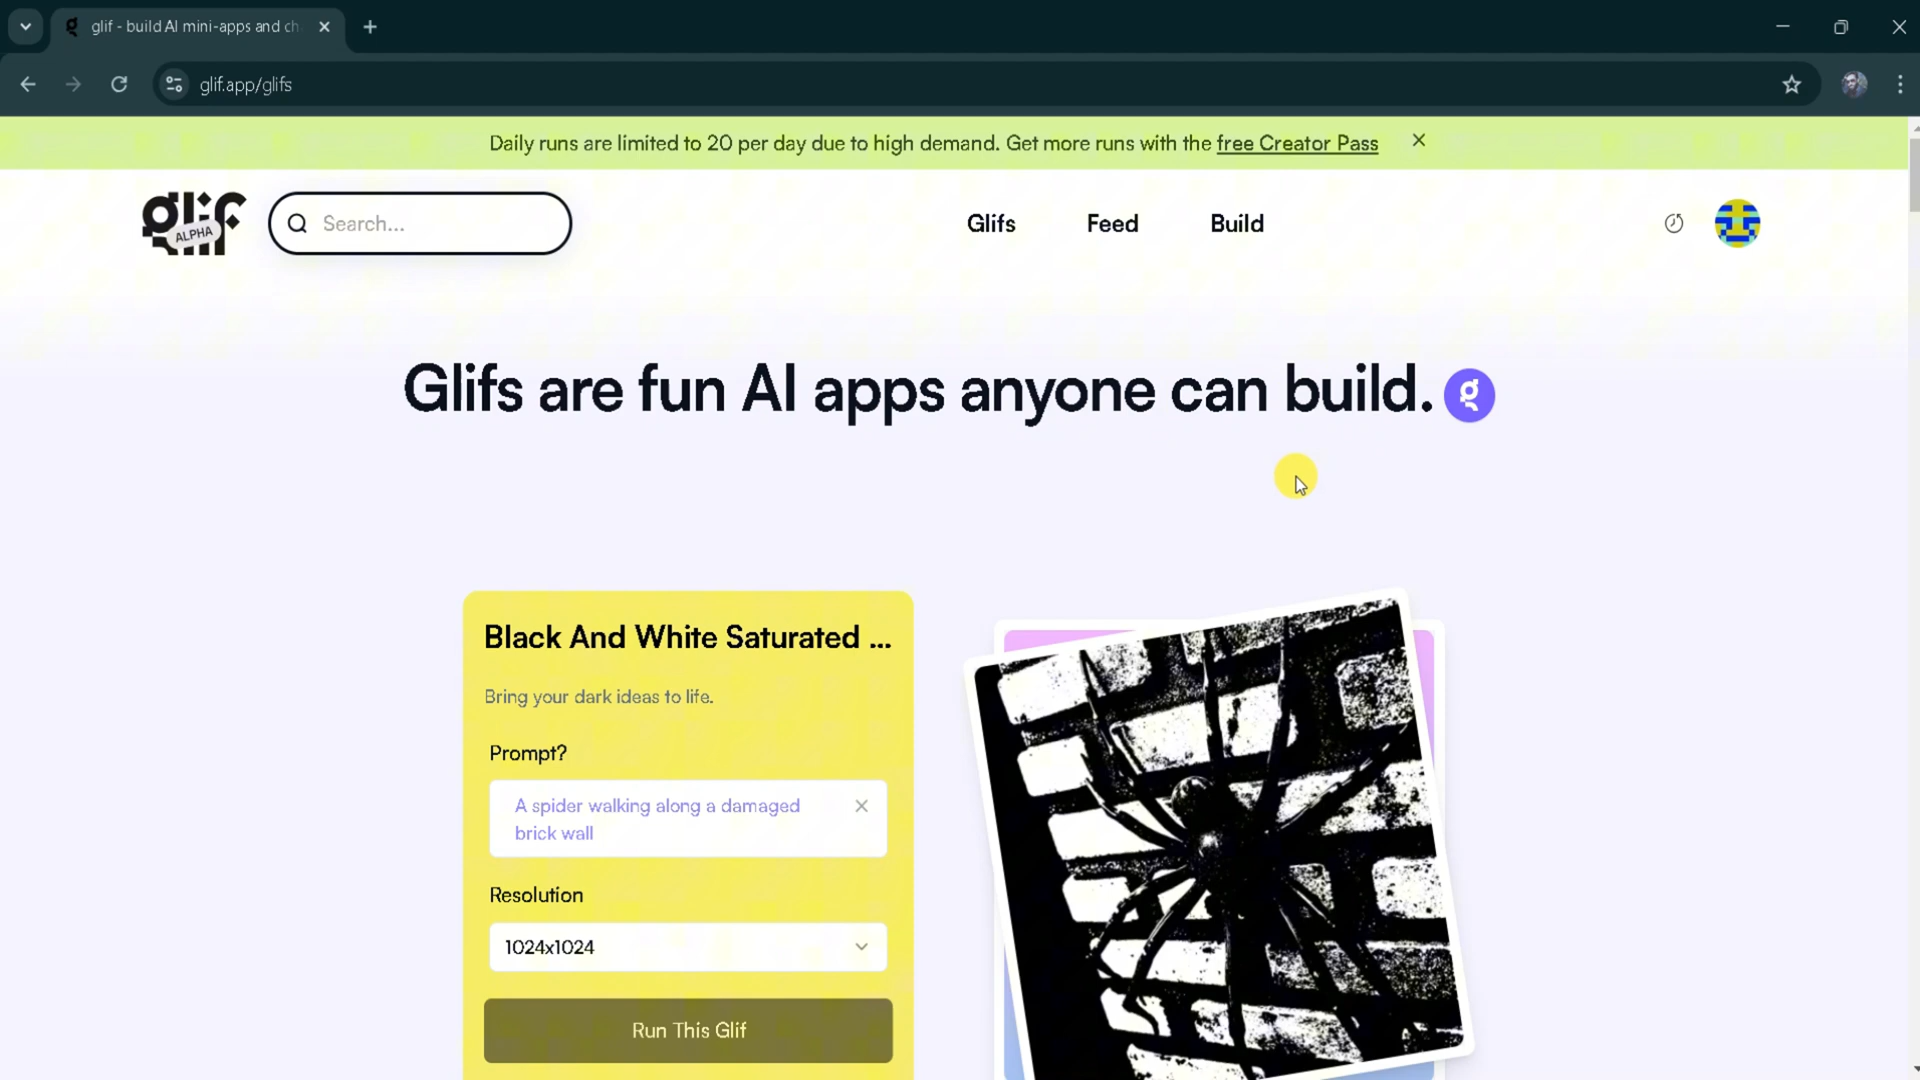 glif - build AI mini-apps and ch
glif.app/glifs
Daily runs are limited to 20 per day due to high demand. Get more runs with the free Creator Pass
glif
ALPHA
Search...
Glifs
Feed
Build
Glifs are fun AI apps anyone can build.
g
Black And White Saturated ...
Bring your dark ideas to life.
Prompt?
A spider walking along a damaged
brick wall
Resolution
1024x1024
Run This Glif